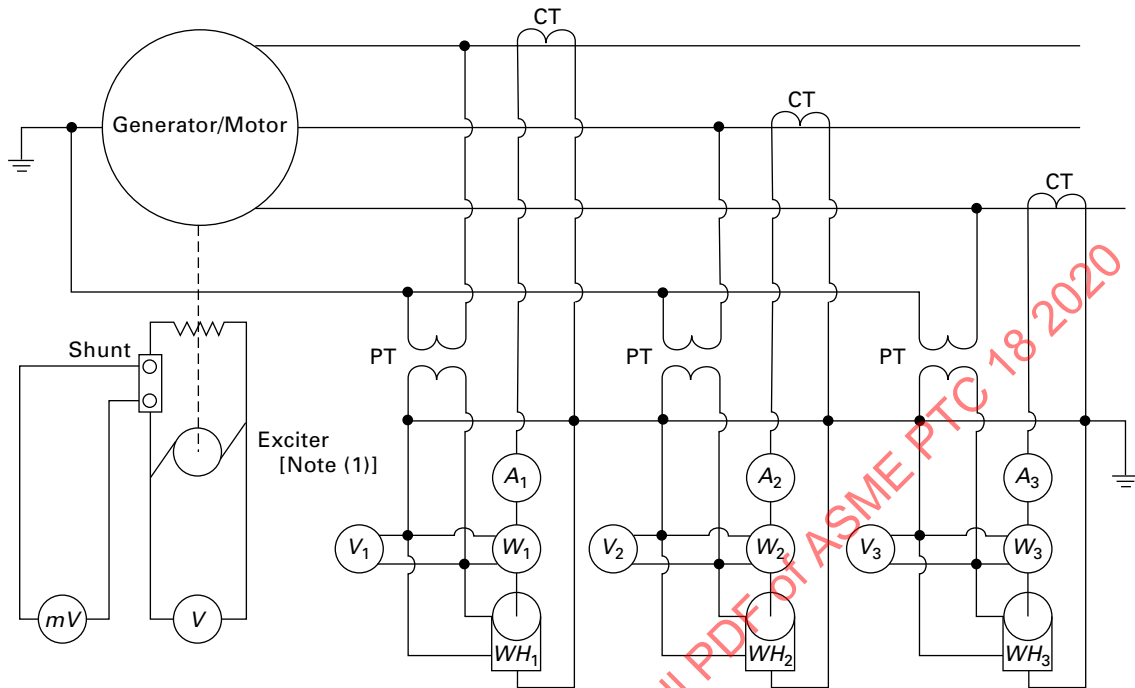 CT
Generator/Motor
CT
CT
Shunt
PT
PT
PT
Exciter
[Note (1)]
A1
A2
A3
V1
W1
V2
W2
V3
W3
mV
V
WH1
WH2
WH3
ll PDF of ASME PTC 18 2020